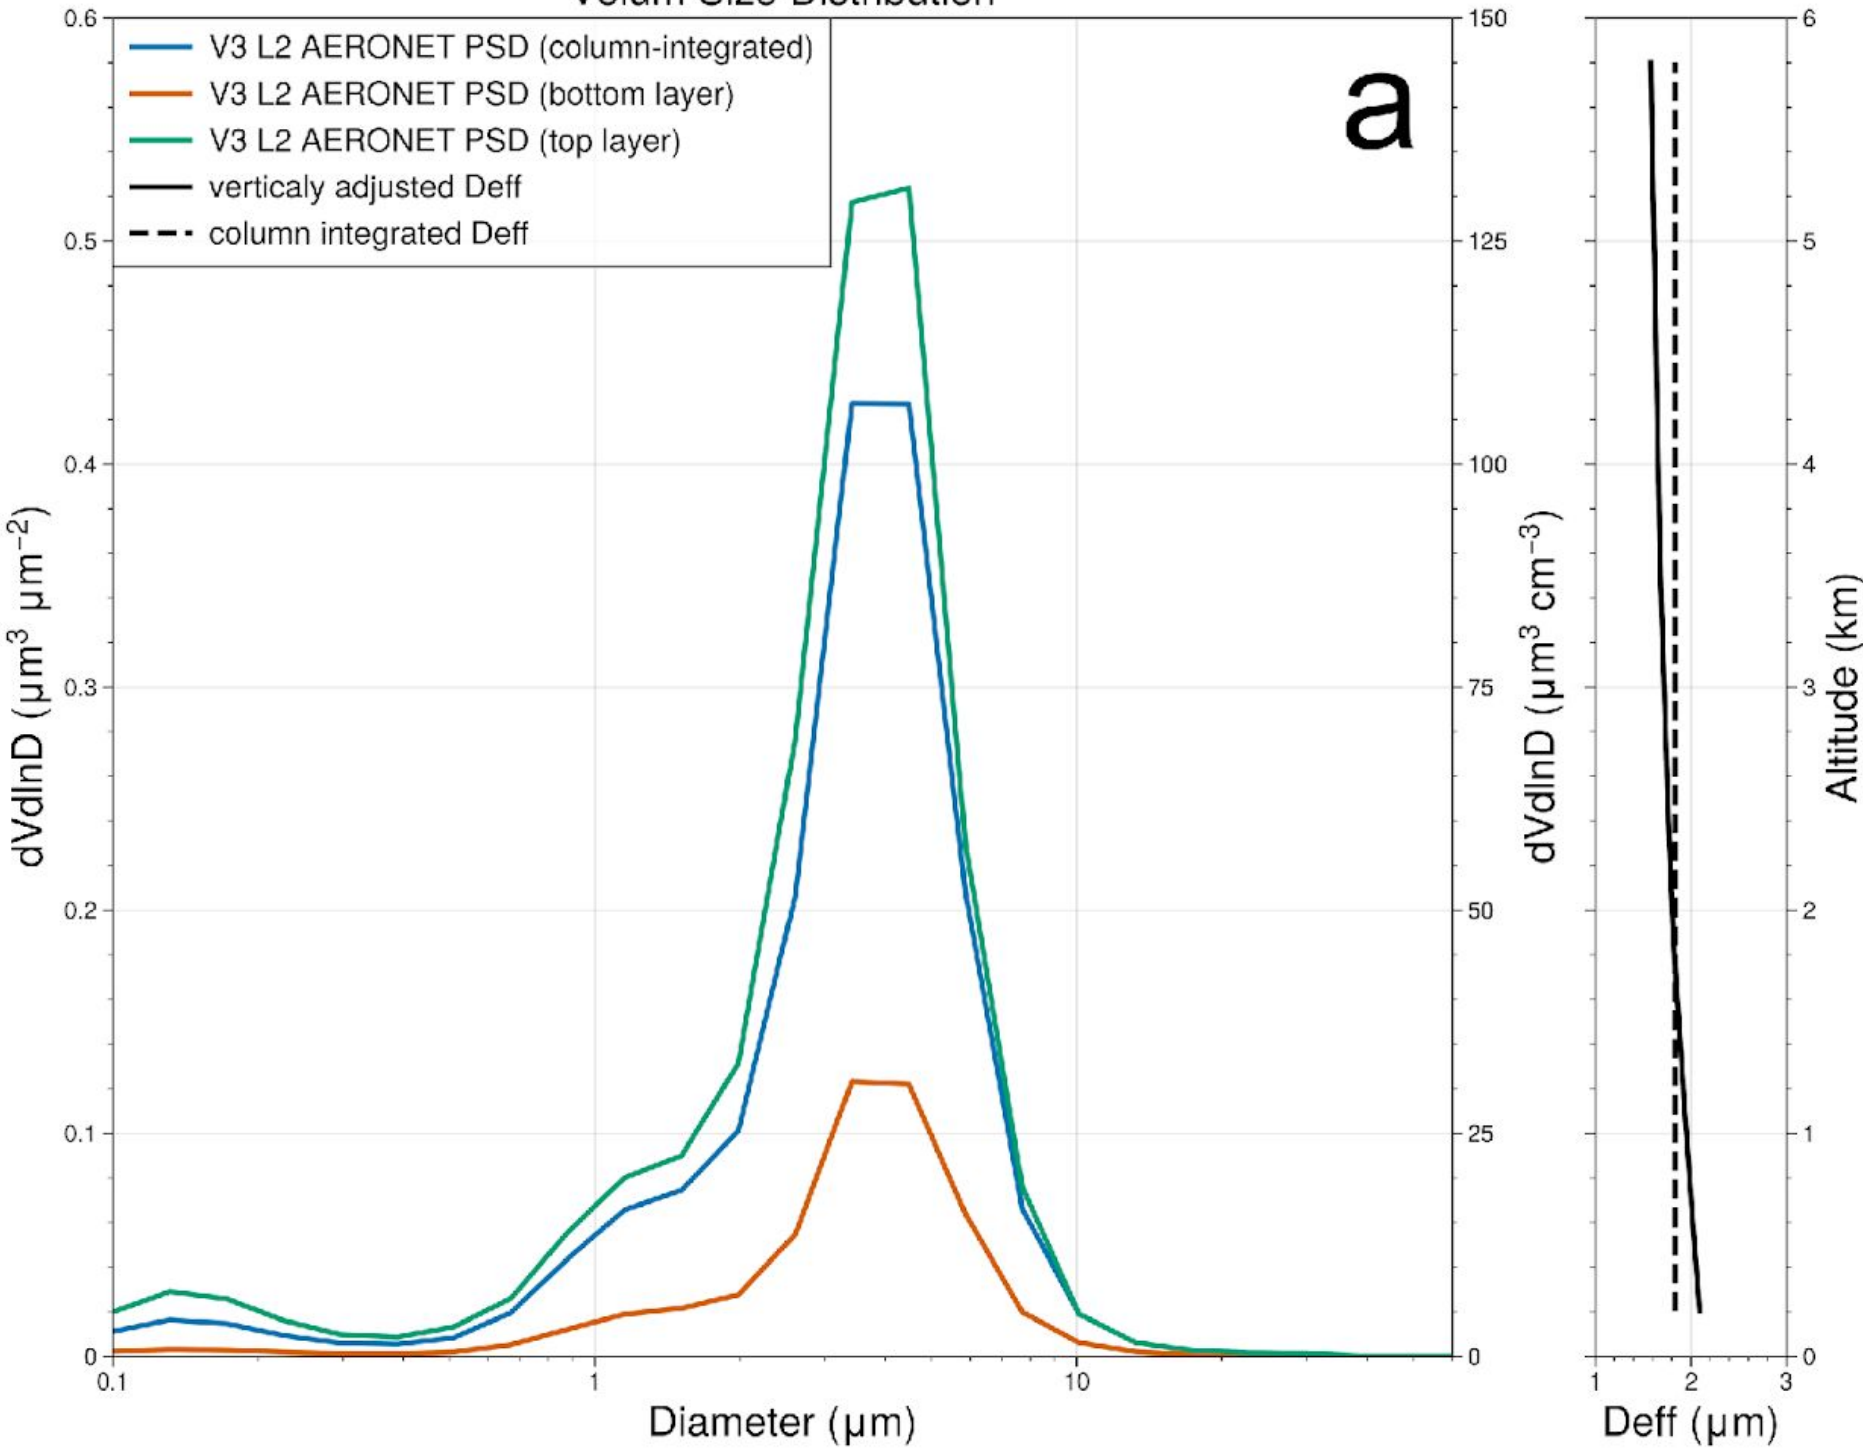 Volum Size Distribution
V3 L2 AERONET PSD (column-integrated)
V3 L2 AERONET PSD (bottom layer)
V3 L2 AERONET PSD (top layer)
verticaly adjusted Deff
column integrated Deff
a
0.6
0.5
0.4
0.3
0.2
0.1
0
dVdlnD (µm³ µm⁻²)
0.1
1
10
Diameter (µm)
150
125
100
75
50
25
0
dVdlnD (µm³ cm⁻³)
6
5
4
3
2
1
0
Altitude (km)
1
2
3
Deff (µm)